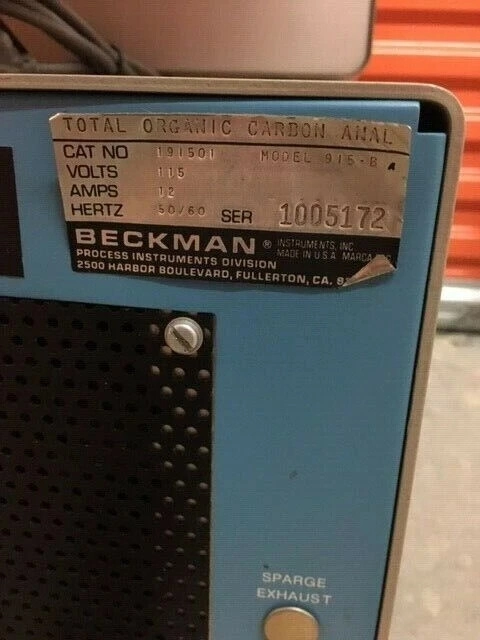 TOTAL ORGANIC CARBON ANAL
CAT NO 191501 MODEL 915-B A
VOLTS 115
AMPS 12
HERTZ 50/60 SER 1005172
BECKMAN ® INSTRUMENTS, INC
MADE IN U.S.A MARCA
PROCESS INSTRUMENTS DIVISION
2500 HARBOR BOULEVARD, FULLERTON, CA.
SPARGE
EXHAUST